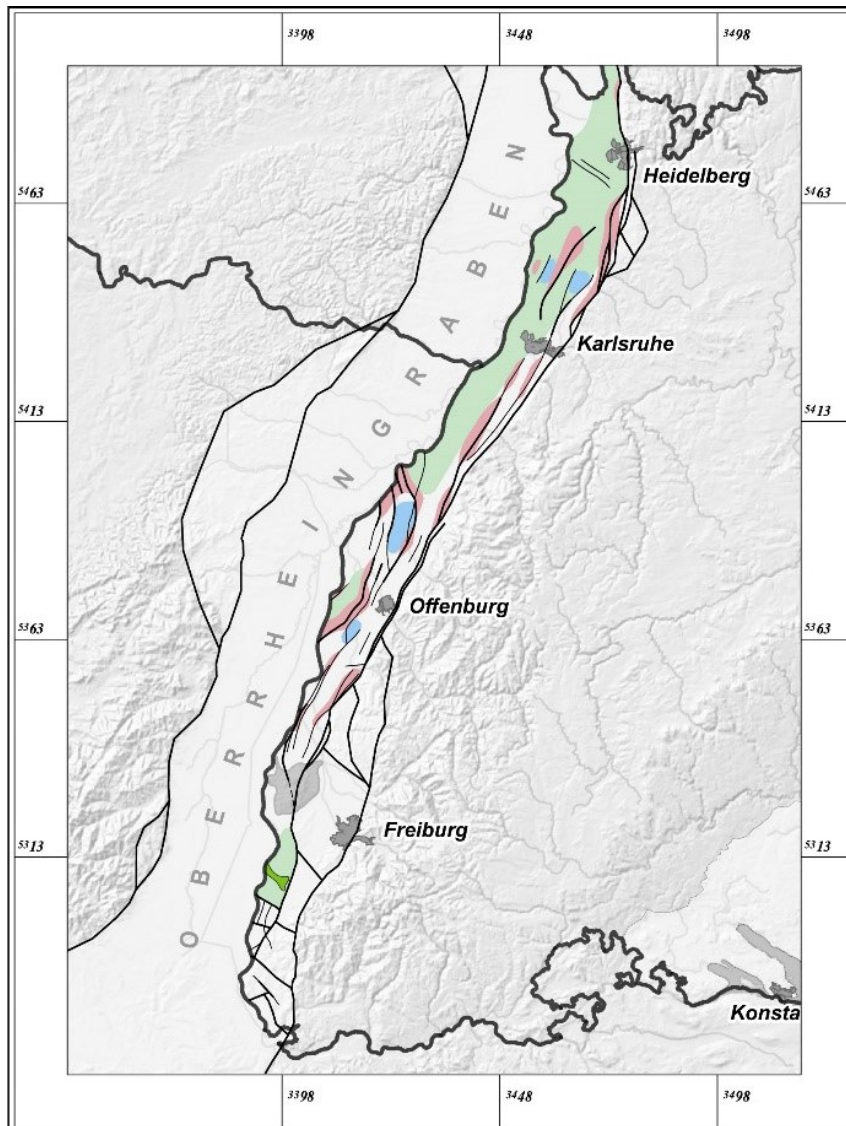 3398 3448 3498
Heidelberg
5463 5463
Karlsruhe
5413 5413
OBERRHEINGRABEN
Offenburg
5363 5363
Freiburg
5313 5313
Konsta
3398 3448 3498